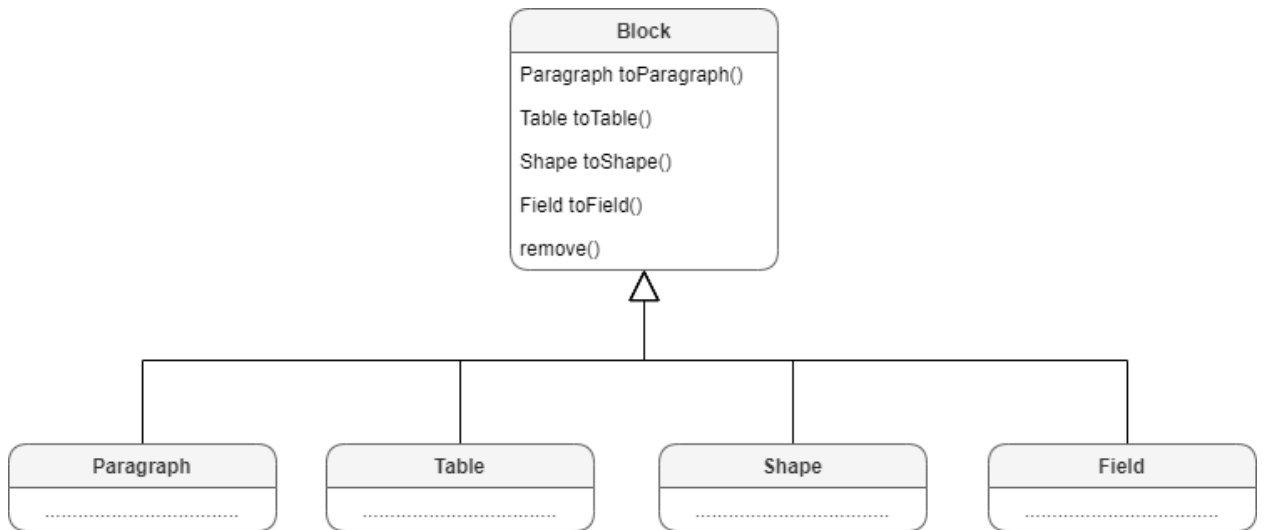 Block
Paragraph toParagraph()
Table toTable()
Shape toShape()
Field toField()
remove()
Paragraph
Table
Shape
Field